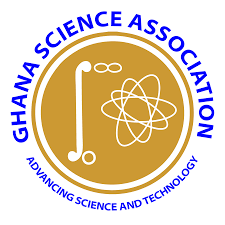 GHANA SCIENCE ASSOCIATION
ADVANCING SCIENCE AND TECHNOLOGY